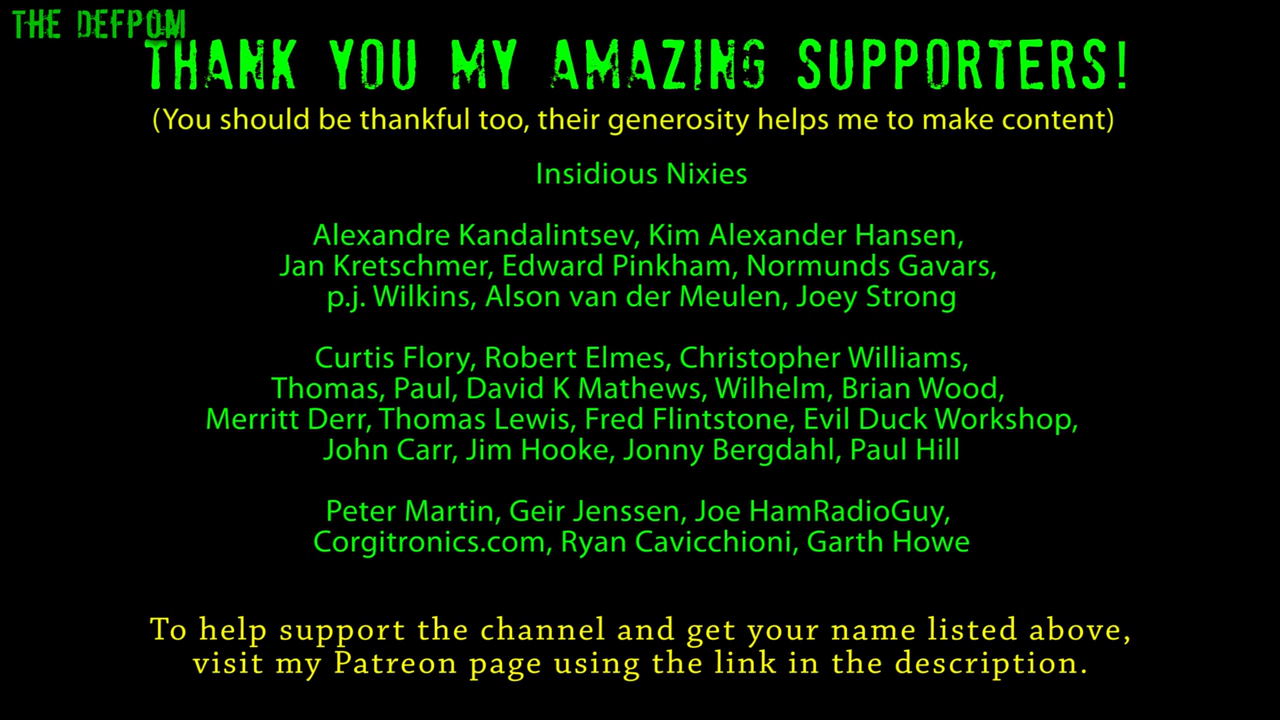 THE DEFPOM
THANK YOU MY AMAZING SUPPORTERS!
(You should be thankful too, their generosity helps me to make content)
Insidious Nixies
Alexandre Kandalintsev, Kim Alexander Hansen,
Jan Kretschmer, Edward Pinkham, Normunds Gavars,
p.j. Wilkins, Alson van der Meulen, Joey Strong
Curtis Flory, Robert Elmes, Christopher Williams,
Thomas, Paul, David K Mathews, Wilhelm, Brian Wood,
Merritt Derr, Thomas Lewis, Fred Flintstone, Evil Duck Workshop,
John Carr, Jim Hooke, Jonny Bergdahl, Paul Hill
Peter Martin, Geir Jenssen, Joe HamRadioGuy,
Corgitronics.com, Ryan Cavicchioni, Garth Howe
To help support the channel and get your name listed above,
visit my Patreon page using the link in the description.